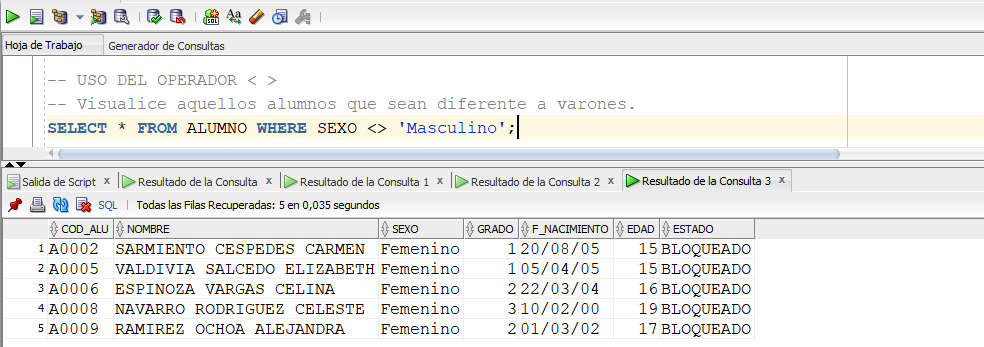 SQL
Aa
Hoja de Trabajo Generador de Consultas
-- USO DEL OPERADOR < >
-- Visualice aquellos alumnos que sean diferente a varones.
SELECT * FROM ALUMNO WHERE SEXO <> 'Masculino';
Salida de Script x Resultado de la Consulta x Resultado de la Consulta 1 x Resultado de la Consulta 2 x Resultado de la Consulta 3 x
SQL | Todas las Filas Recuperadas: 5 en 0,035 segundos
COD_ALU NOMBRE SEXO GRADO F_NACIMIENTO EDAD ESTADO
1 A0002 SARMIENTO CESPEDES CARMEN Femenino 1 20/08/05 15 BLOQUEADO
2 A0005 VALDIVIA SALCEDO ELIZABETH Femenino 1 05/04/05 15 BLOQUEADO
3 A0006 ESPINOZA VARGAS CELINA Femenino 2 22/03/04 16 BLOQUEADO
4 A0008 NAVARRO RODRIGUEZ CELESTE Femenino 3 10/02/00 19 BLOQUEADO
5 A0009 RAMIREZ OCHOA ALEJANDRA Femenino 2 01/03/02 17 BLOQUEADO